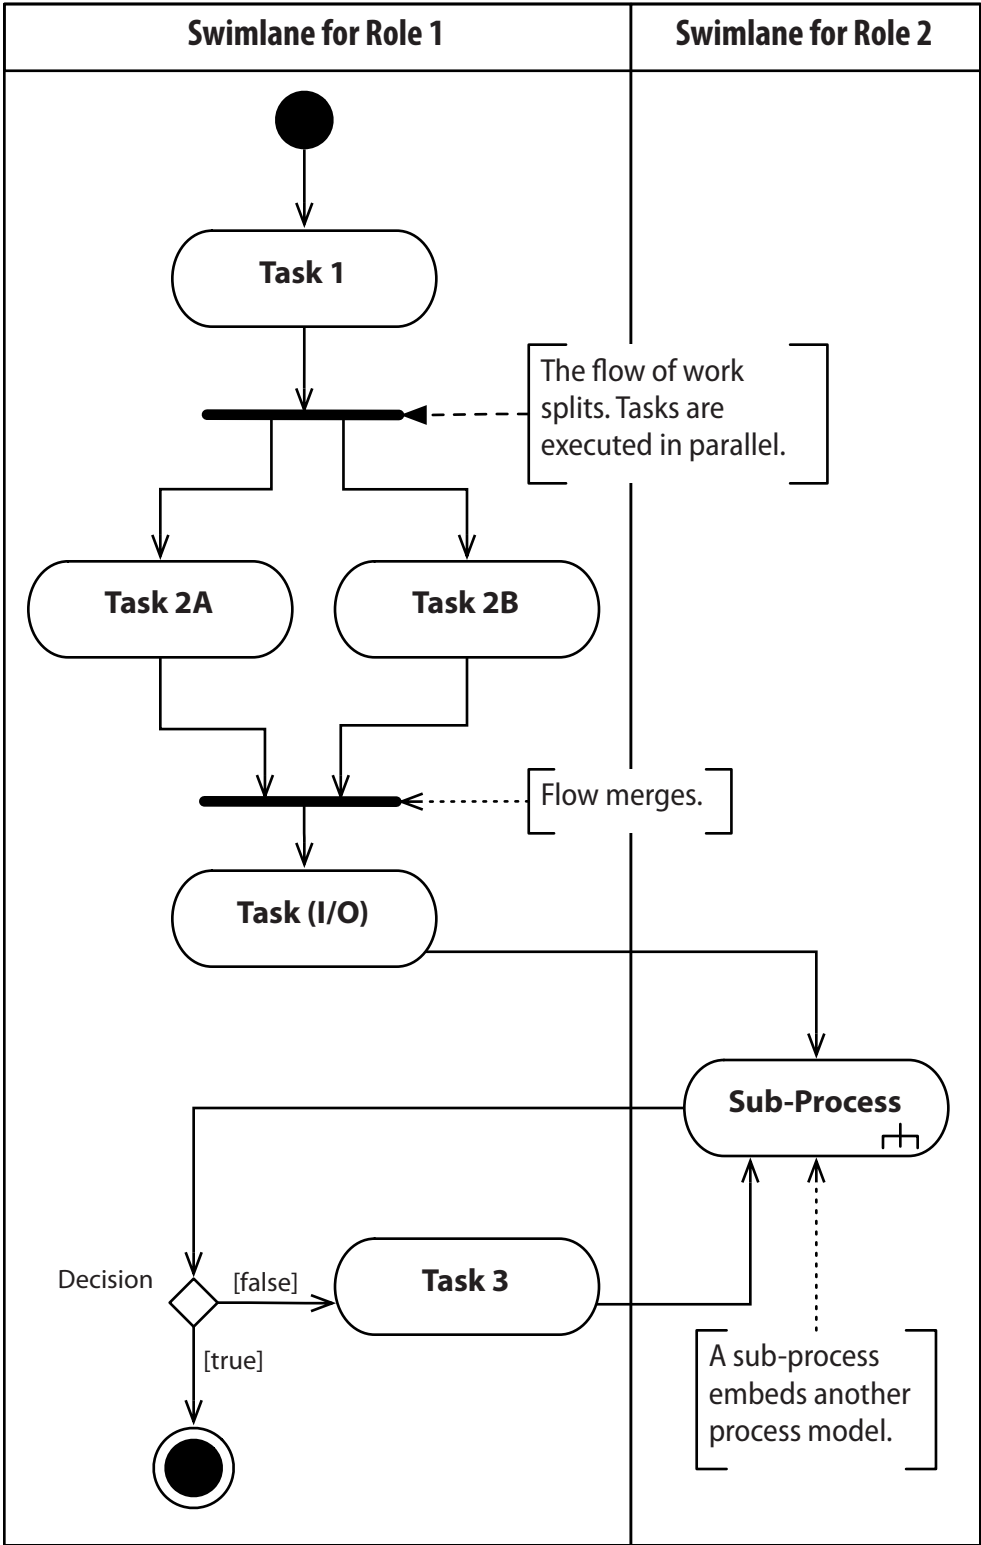 Swimlane for Role 1
Swimlane for Role 2
Task 1
The flow of work
splits. Tasks are
executed in parallel.
Task 2A
Task 2B
Flow merges.
Task (I/O)
Sub-Process
Decision
[false]
Task 3
[true]
A sub-process
embeds another
process model.